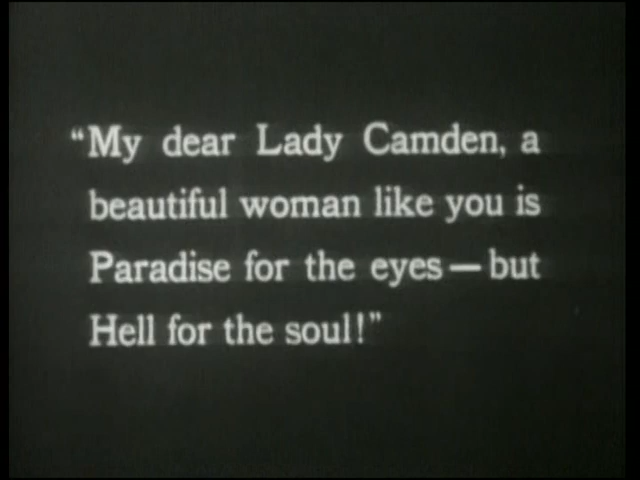 “My dear Lady Camden, a
beautiful woman like you is
Paradise for the eyes — but
Hell for the soul!”